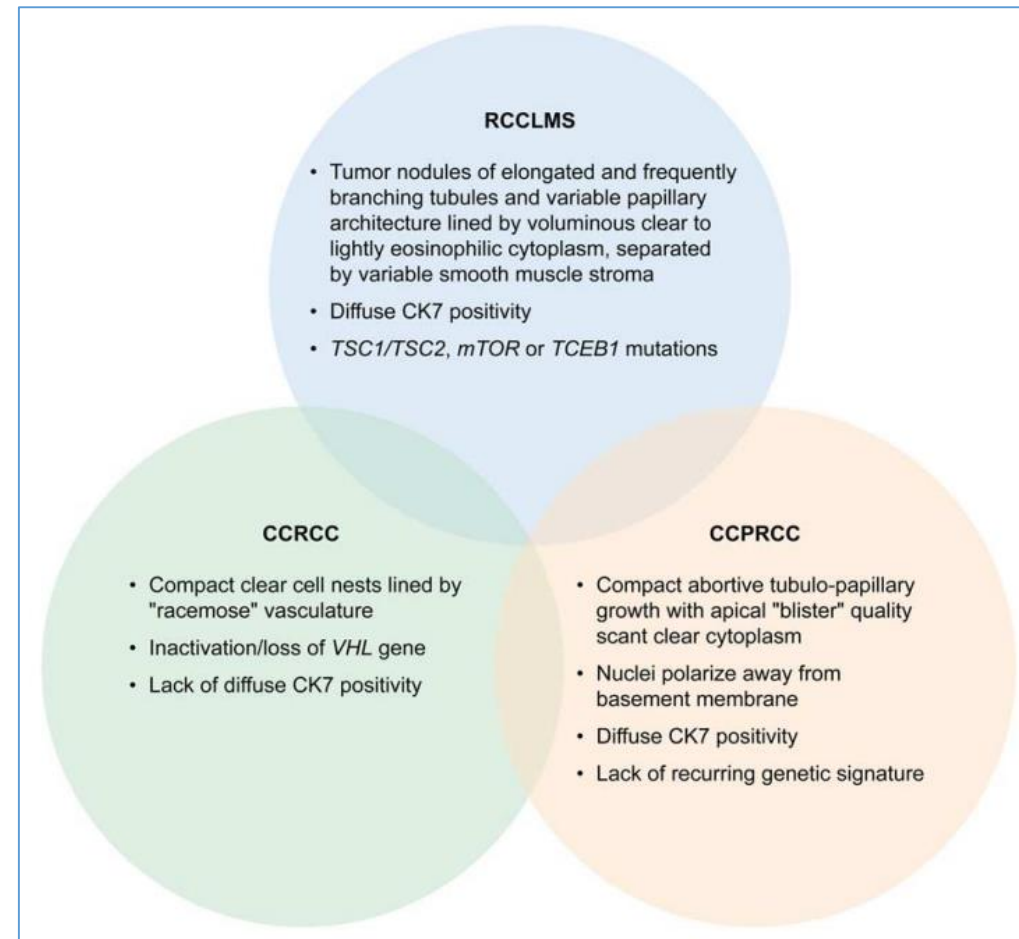 RCCLMS
• Tumor nodules of elongated and frequently
branching tubules and variable papillary
architecture lined by voluminous clear to
lightly eosinophilic cytoplasm, separated
by variable smooth muscle stroma
• Diffuse CK7 positivity
• TSC1/TSC2, mTOR or TCEB1 mutations
CCRCC
• Compact clear cell nests lined by
"racemose" vasculature
• Inactivation/loss of VHL gene
• Lack of diffuse CK7 positivity
CCPRCC
• Compact abortive tubulo-papillary
growth with apical "blister" quality
scant clear cytoplasm
• Nuclei polarize away from
basement membrane
• Diffuse CK7 positivity
• Lack of recurring genetic signature